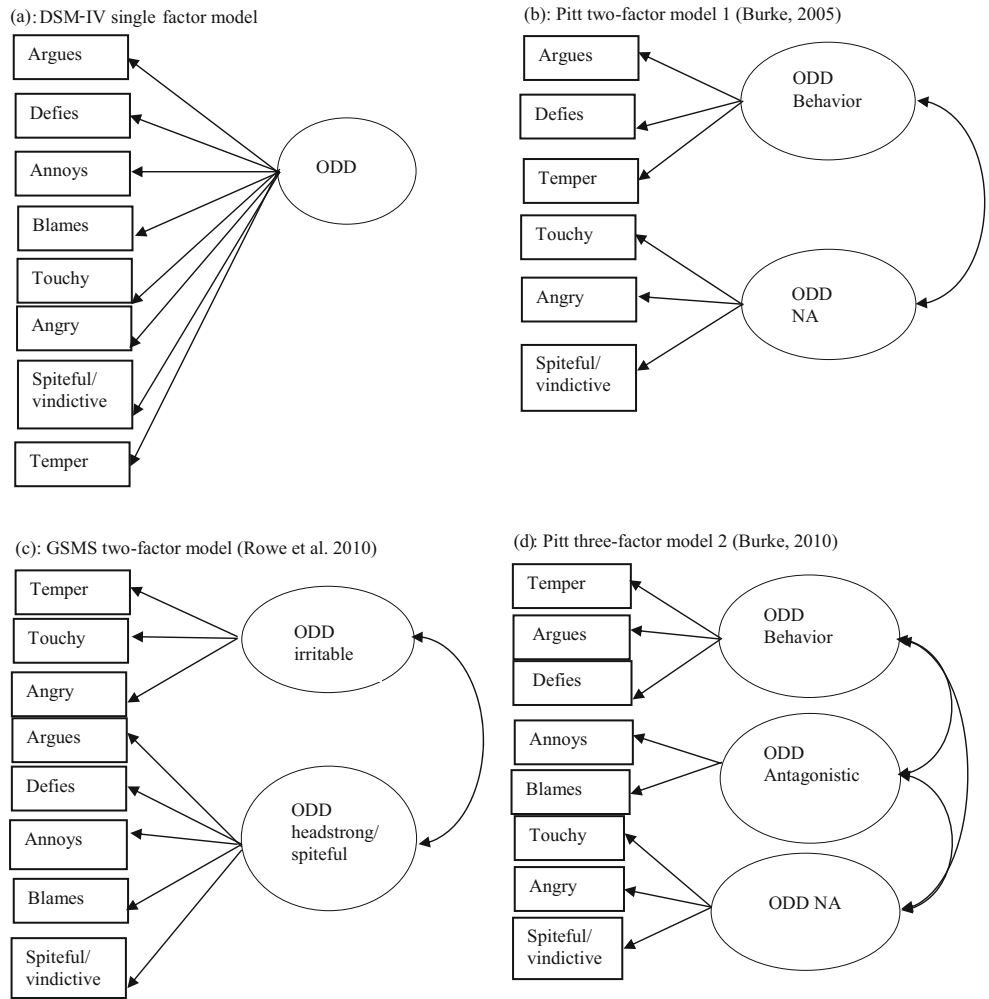 (a): DSM-IV single factor model
Argues
Defies
Annoys
Blames
Touchy
Angry
Spiteful/
vindictive
Temper
ODD
(b): Pitt two-factor model 1 (Burke, 2005)
Argues
Defies
Temper
Touchy
Angry
Spiteful/
vindictive
ODD
Behavior
ODD
NA
(c): GSMS two-factor model (Rowe et al. 2010)
Temper
Touchy
Angry
Argues
Defies
Annoys
Blames
Spiteful/
vindictive
ODD
irritable
ODD
headstrong/
spiteful
(d): Pitt three-factor model 2 (Burke, 2010)
Temper
Argues
Defies
Annoys
Blames
Touchy
Angry
Spiteful/
vindictive
ODD
Behavior
ODD
Antagonistic
ODD NA